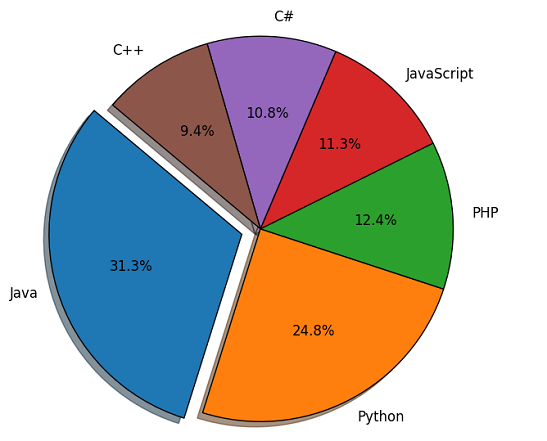 C#
C++
JavaScript
10.8%
9.4%
11.3%
PHP
12.4%
31.3%
Java
24.8%
Python